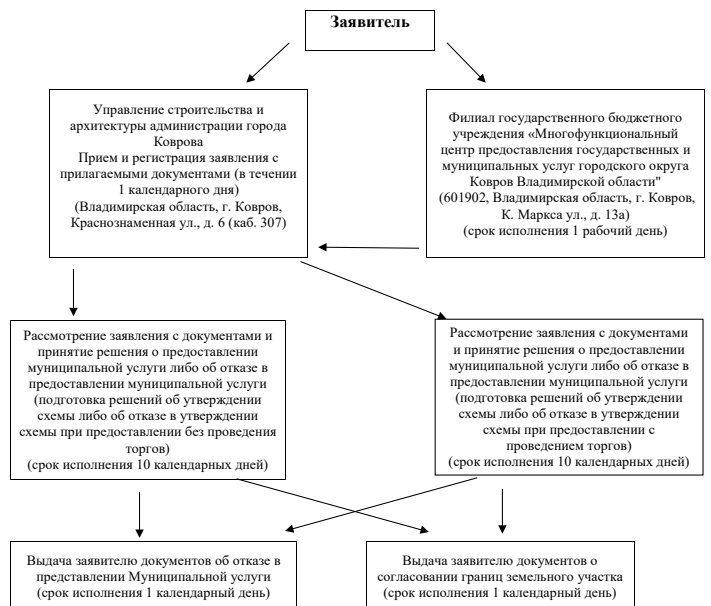 Заявитель
Управление строительства и
архитектуры администрации города
Коврова
Прием и регистрация заявления с
прилагаемыми документами (в течении
1 календарного дня)
(Владимирская область, г. Ковров,
Краснознаменная ул., д. 6 (каб. 307)
Филиал государственного бюджетного
учреждения «Многофункциональный
центр предоставления государственных и
муниципальных услуг городского округа
Ковров Владимирской области"
(601902, Владимирская область, г. Ковров,
К. Маркса ул., д. 13а)
(срок исполнения 1 рабочий день)
Рассмотрение заявления с документами и
принятие решения о предоставлении
муниципальной услуги либо об отказе в
предоставлении муниципальной услуги
(подготовка решений об утверждении
схемы либо об отказе в утверждении
схемы при предоставлении без проведения
торгов)
(срок исполнения 10 календарных дней)
Рассмотрение заявления с документами
и принятие решения о предоставлении
муниципальной услуги либо об отказе в
предоставлении муниципальной услуги
(подготовка решений об утверждении
схемы либо об отказе в утверждении
схемы при предоставлении с
проведением торгов)
(срок исполнения 10 календарных дней)
Выдача заявителю документов об отказе в
представлении Муниципальной услуги
(срок исполнения 1 календарный день)
Выдача заявителю документов о
согласовании границ земельного участка
(срок исполнения 1 календарный день)